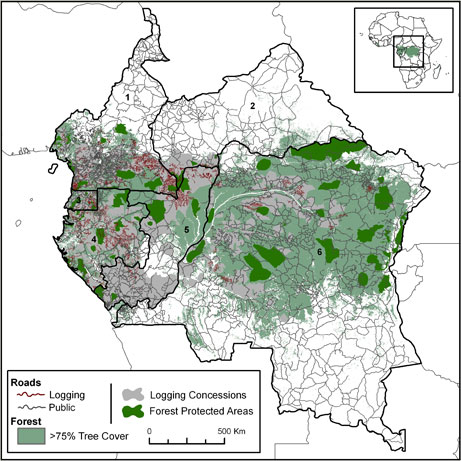 1
2
3
4
5
6
Roads
Logging
Public
Forest
>75% Tree Cover
Logging Concessions
Forest Protected Areas
0 500 Km